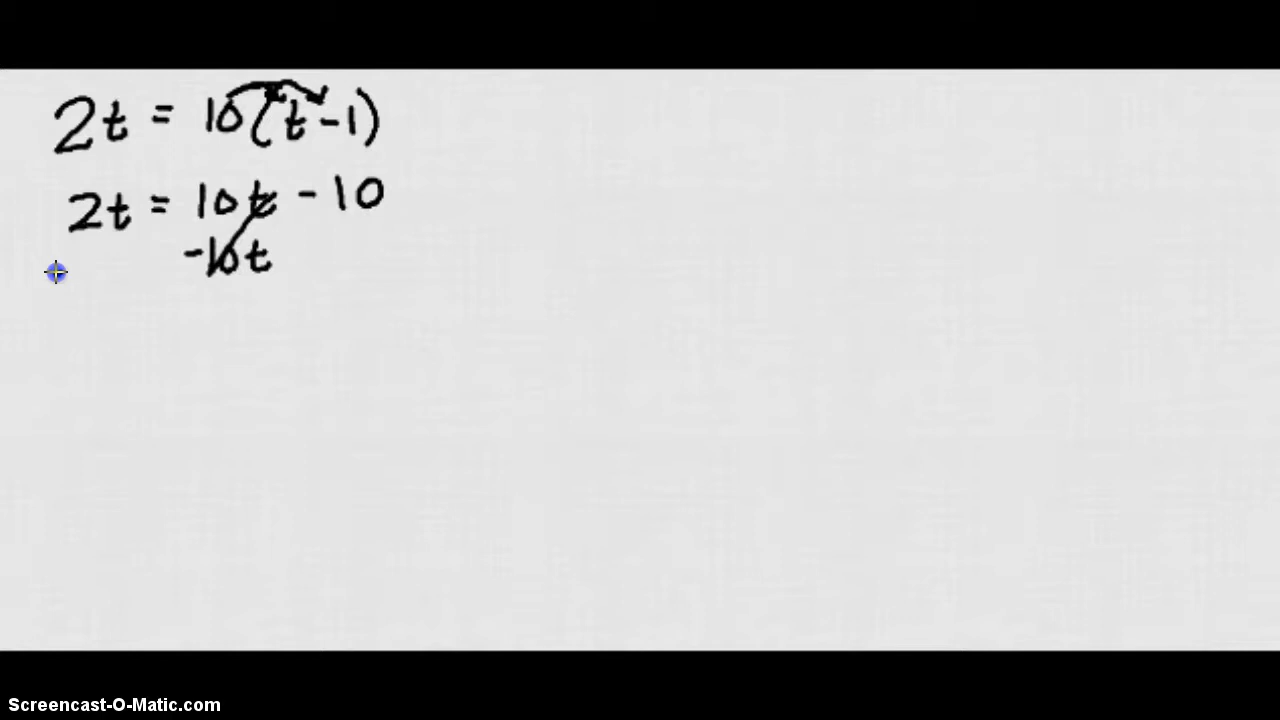 2t = 10(t-1)
2t = 10t - 10
-10t
Screencast-O-Matic.com